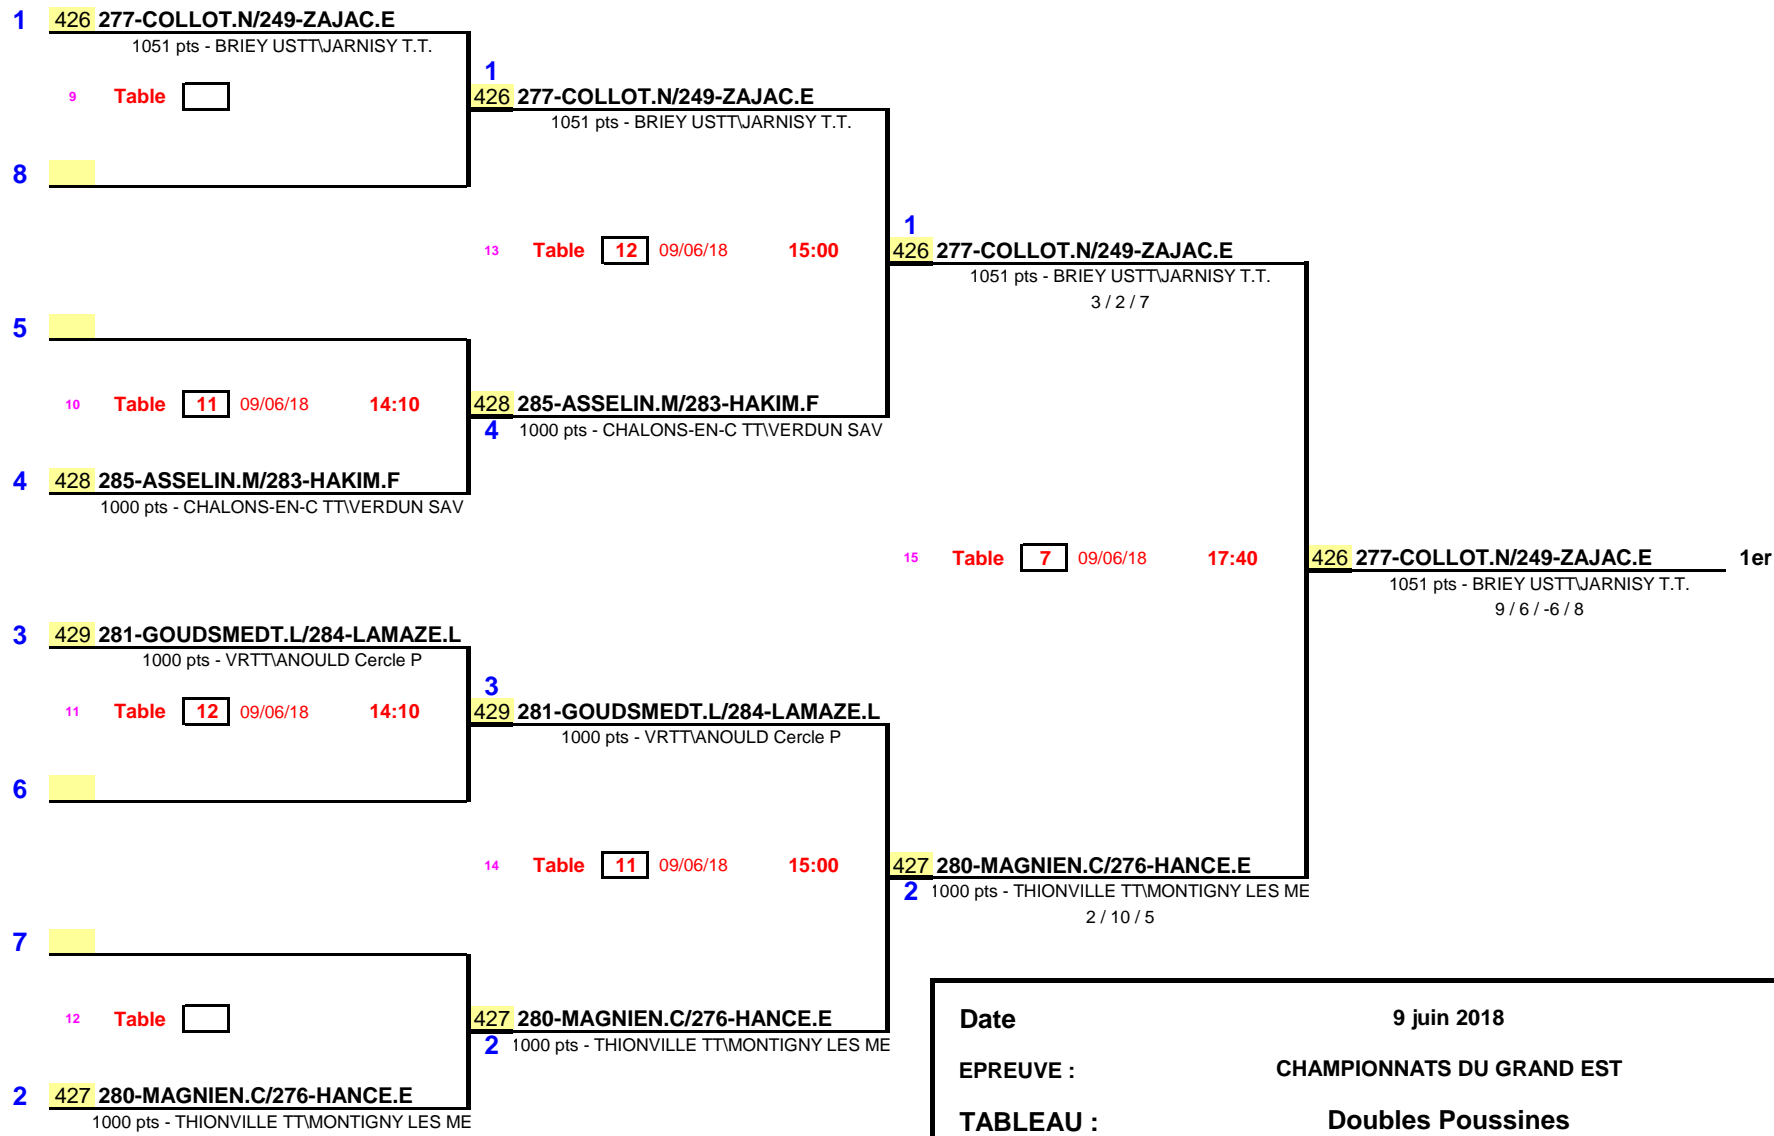 1 426 277-COLLOT.N/249-ZAJAC.E
1051 pts - BRIEY USTT\JARNISY T.T.
1
9 Table 426 277-COLLOT.N/249-ZAJAC.E
1051 pts - BRIEY USTT\JARNISY T.T.
8
1
13 Table 12 09/06/18 15:00 426 277-COLLOT.N/249-ZAJAC.E
1051 pts - BRIEY USTT\JARNISY T.T.
3 / 2 / 7
5
10 Table 11 09/06/18 14:10 428 285-ASSELIN.M/283-HAKIM.F
4 1000 pts - CHALONS-EN-C TT\VERDUN SAV
4 428 285-ASSELIN.M/283-HAKIM.F
1000 pts - CHALONS-EN-C TT\VERDUN SAV
15 Table 7 09/06/18 17:40 426 277-COLLOT.N/249-ZAJAC.E 1er
1051 pts - BRIEY USTT\JARNISY T.T.
9 / 6 / -6 / 8
3 429 281-GOUDSMEDT.L/284-LAMAZE.L
1000 pts - VRTT\ANOULD Cercle P
3
11 Table 12 09/06/18 14:10 429 281-GOUDSMEDT.L/284-LAMAZE.L
1000 pts - VRTT\ANOULD Cercle P
6
14 Table 11 09/06/18 15:00 427 280-MAGNIEN.C/276-HANCE.E
2 1000 pts - THIONVILLE TT\MONTIGNY LES ME
2 / 10 / 5
7
12 Table 427 280-MAGNIEN.C/276-HANCE.E
2 1000 pts - THIONVILLE TT\MONTIGNY LES ME
2 427 280-MAGNIEN.C/276-HANCE.E
1000 pts - THIONVILLE TT\MONTIGNY LES ME
Date 9 juin 2018
EPREUVE : CHAMPIONNATS DU GRAND EST
TABLEAU : Doubles Poussines